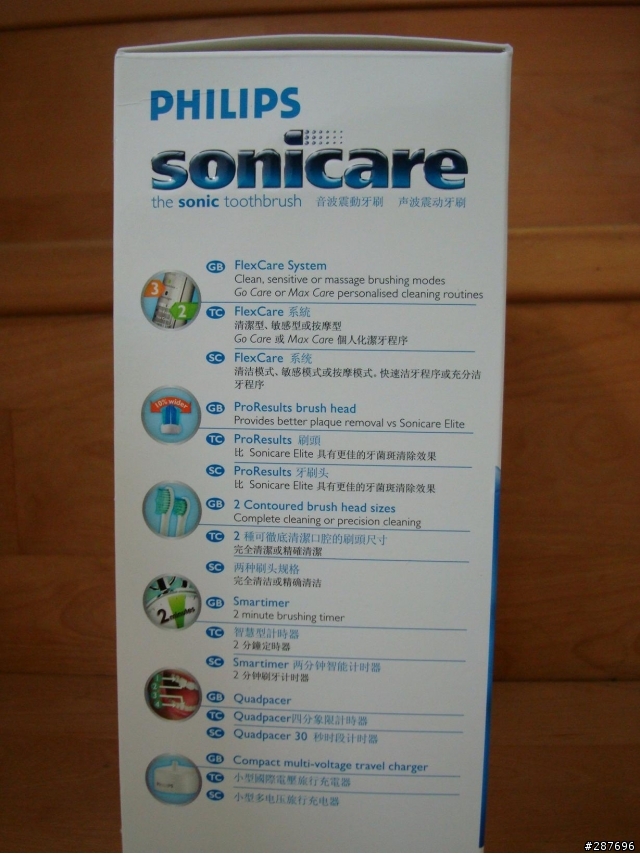 PHILIPS
sonicare
the sonic toothbrush 音波震動牙刷 声波震动牙刷
GB FlexCare System
Clean, sensitive or massage brushing modes
Go Care or Max Care personalised cleaning routines
3
2
TC FlexCare 系統
清潔型、敏感型或按摩型
Go Care 或 Max Care 個人化潔牙程序
SC FlexCare 系统
清洁模式、敏感模式或按摩模式。快速洁牙程序或充分洁
牙程序
10% wider
GB ProResults brush head
Provides better plaque removal vs Sonicare Elite
TC ProResults 刷頭
比 Sonicare Elite 具有更佳的牙菌斑清除效果
SC ProResults 牙刷头
比 Sonicare Elite 具有更佳的牙菌斑清除效果
GB 2 Contoured brush head sizes
Complete cleaning or precision cleaning
TC 2 種可徹底清潔口腔的刷頭尺寸
完全清潔或精確清潔
SC 两种刷头规格
完全清洁或精确清洁
2 minutes
GB Smartimer
2 minute brushing timer
TC 智慧型計時器
2 分鐘定時器
SC Smartimer 两分钟智能计时器
2 分钟刷牙计时器
1
2
3
4
GB Quadpacer
TC Quadpacer四分象限計時器
SC Quadpacer 30 秒时段计时器
GB Compact multi-voltage travel charger
TC 小型國際電壓旅行充電器
SC 小型多电压旅行充电器
#287696